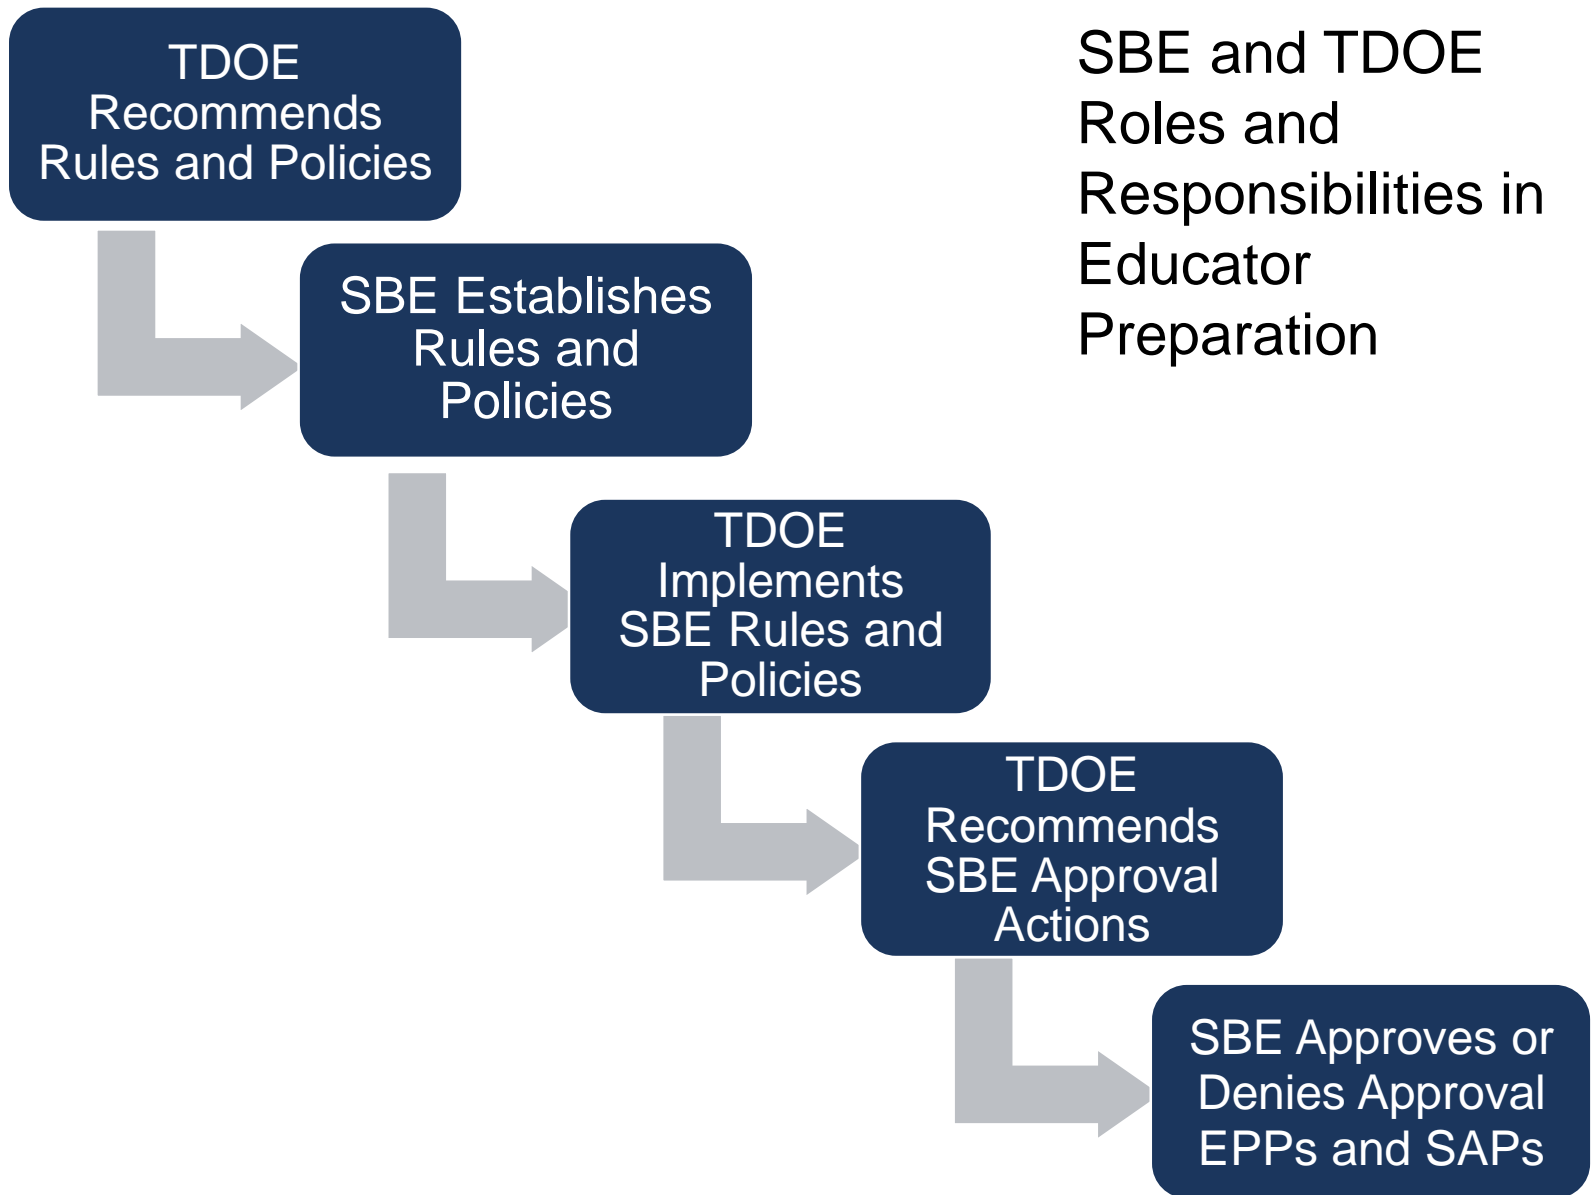 TDOE
Recommends
Rules and Policies
SBE and TDOE
Roles and
Responsibilities in
Educator
Preparation
SBE Establishes
Rules and
Policies
TDOE
Implements
SBE Rules and
Policies
TDOE
Recommends
SBE Approval
Actions
SBE Approves or
Denies Approval
EPPs and SAPs